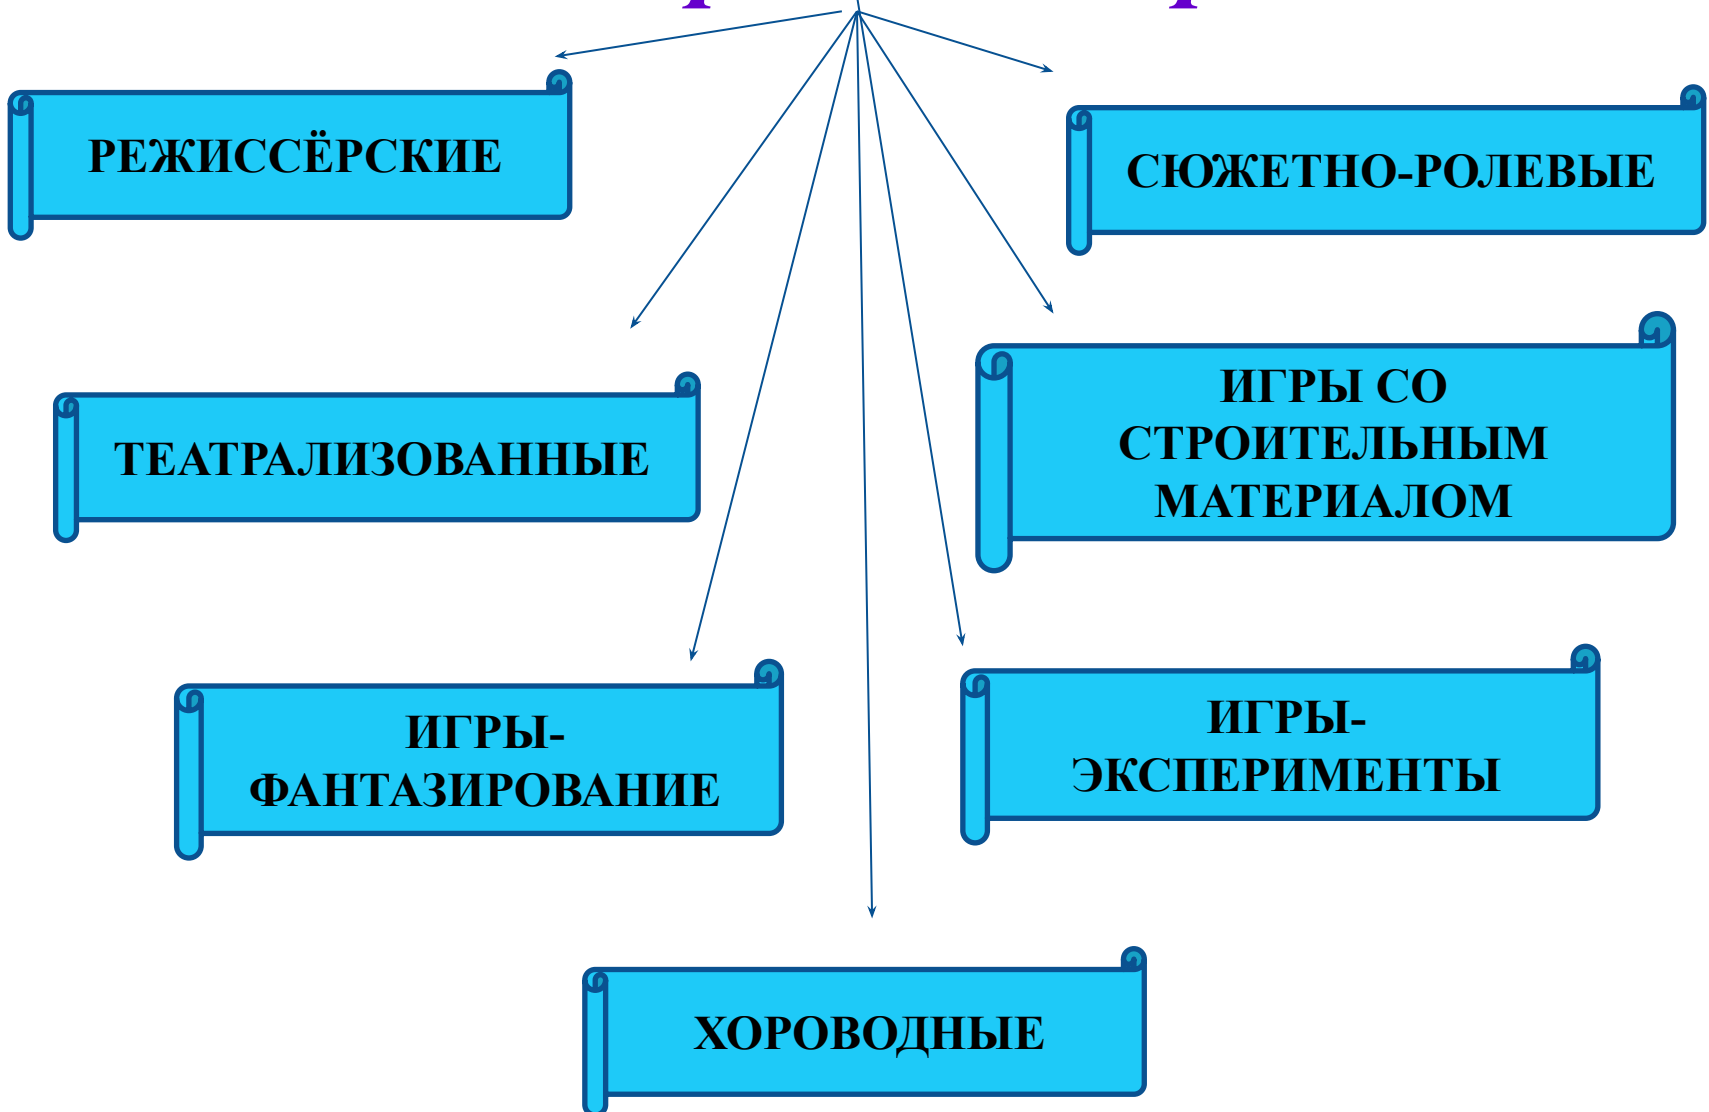 РЕЖИССЁРСКИЕ
СЮЖЕТНО-РОЛЕВЫЕ
ТЕАТРАЛИЗОВАННЫЕ
ИГРЫ СО
СТРОИТЕЛЬНЫМ
МАТЕРИАЛОМ
ИГРЫ-
ФАНТАЗИРОВАНИЕ
ИГРЫ-
ЭКСПЕРИМЕНТЫ
ХОРОВОДНЫЕ